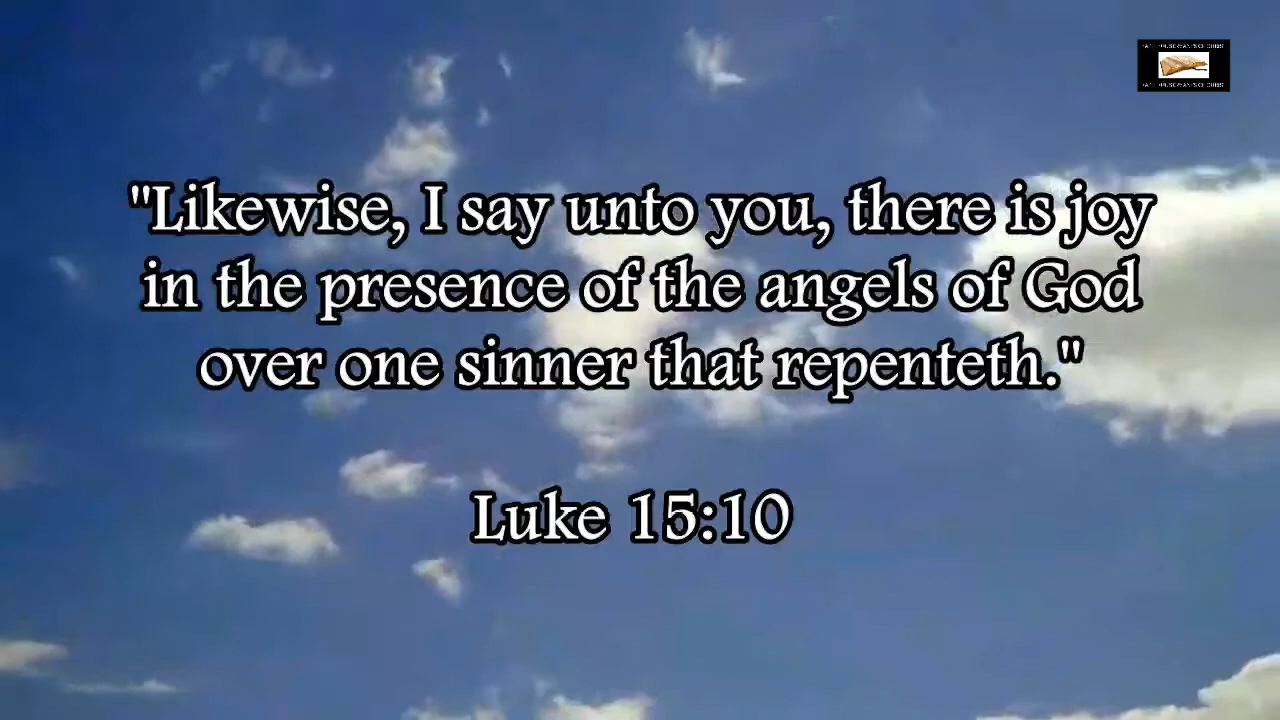 "Likewise, I say unto you, there is joy
in the presence of the angels of God
over one sinner that repenteth."
Luke 15:10